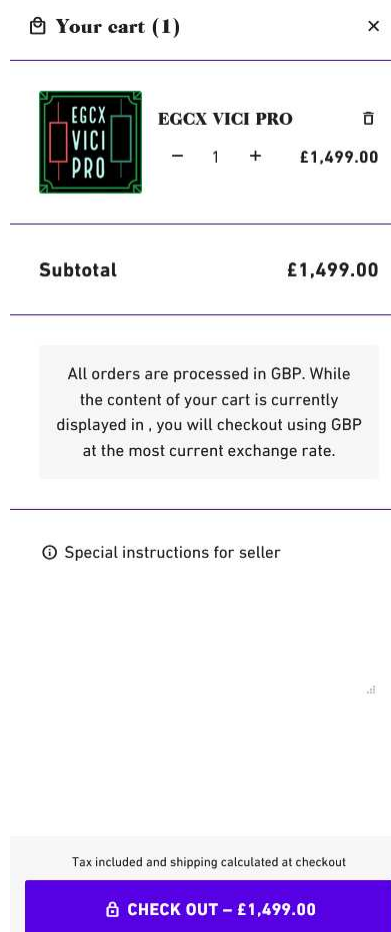 Your cart (1)
EGCX
VICI
PRO
EGCX VICI PRO
− 1 + £1,499.00
Subtotal £1,499.00
All orders are processed in GBP. While
the content of your cart is currently
displayed in , you will checkout using GBP
at the most current exchange rate.
Special instructions for seller
Tax included and shipping calculated at checkout
CHECK OUT – £1,499.00